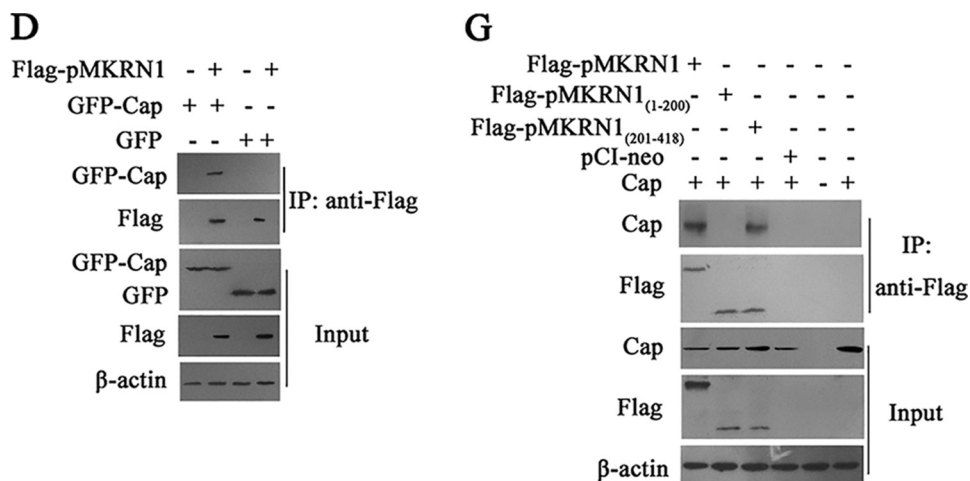 D
Flag-pMKRN1 - + - +
GFP-Cap + + - -
GFP - - + +
GFP-Cap
Flag
IP: anti-Flag
GFP-Cap
GFP
Flag
β-actin
Input
G
Flag-pMKRN1 + - - - - -
Flag-pMKRN1(1-200) - + - - - -
Flag-pMKRN1(201-418) - - + - - -
pCI-neo - - - + - -
Cap + + + + - +
Cap
Flag
IP:
anti-Flag
Cap
Flag
β-actin
Input